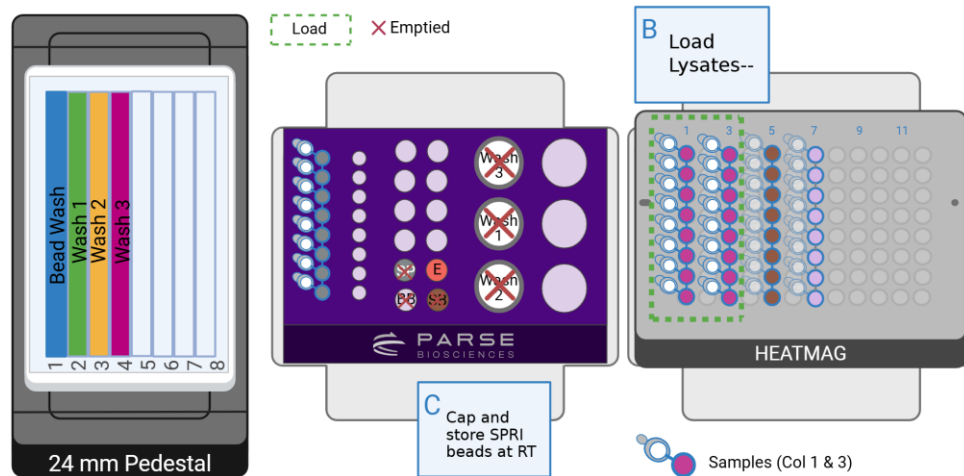 Load
Emptied
B
Load
Lysates--
Bead Wash
Wash 1
Wash 2
Wash 3
1
2
3
4
5
6
7
8
24 mm Pedestal
Wash
3
Wash
1
Wash
2
E
BB
SB
PARSE
BIOSCIENCES
C
Cap and
store SPRI
beads at RT
1
3
5
7
9
11
HEATMAG
Samples (Col 1 & 3)